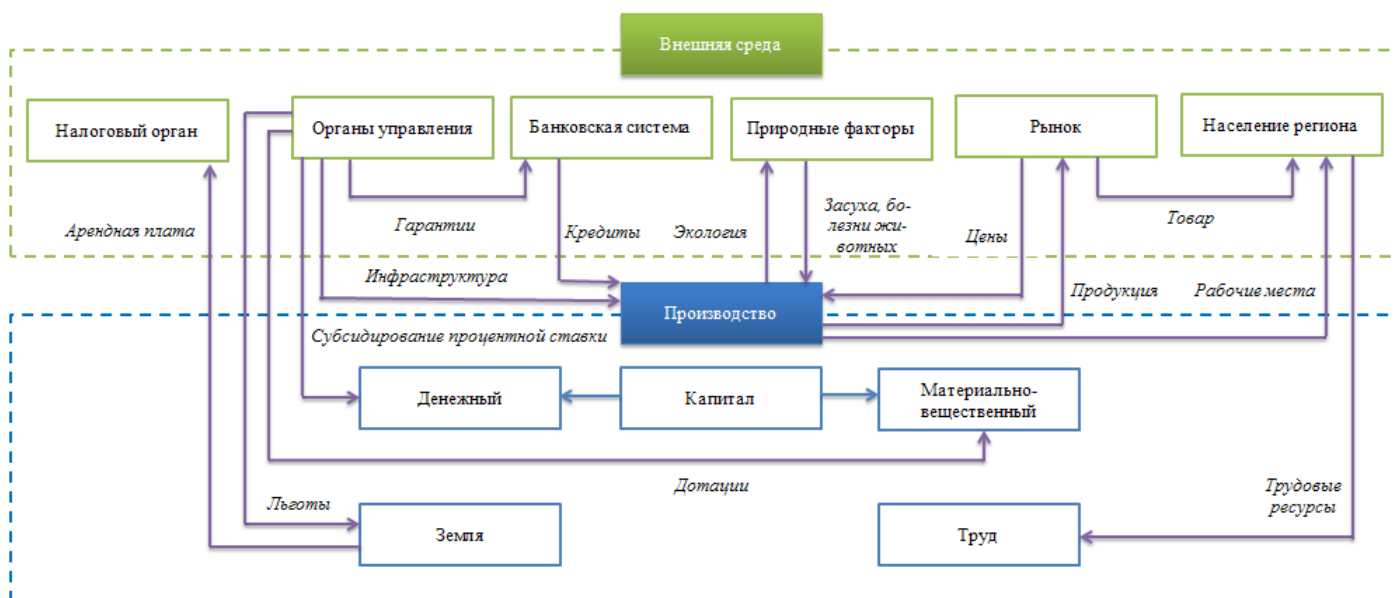 Внешняя среда
Налоговый орган
Органы управления
Банковская система
Природные факторы
Рынок
Население региона
Арендная плата
Гарантии
Кредиты
Экология
Засуха, бо-
лезни жи-
вотных
Цены
Товар
Инфраструктура
Производство
Продукция
Рабочие места
Субсидирование процентной ставки
Денежный
Капитал
Материально-
вещественный
Дотации
Трудовые
ресурсы
Льготы
Земля
Труд